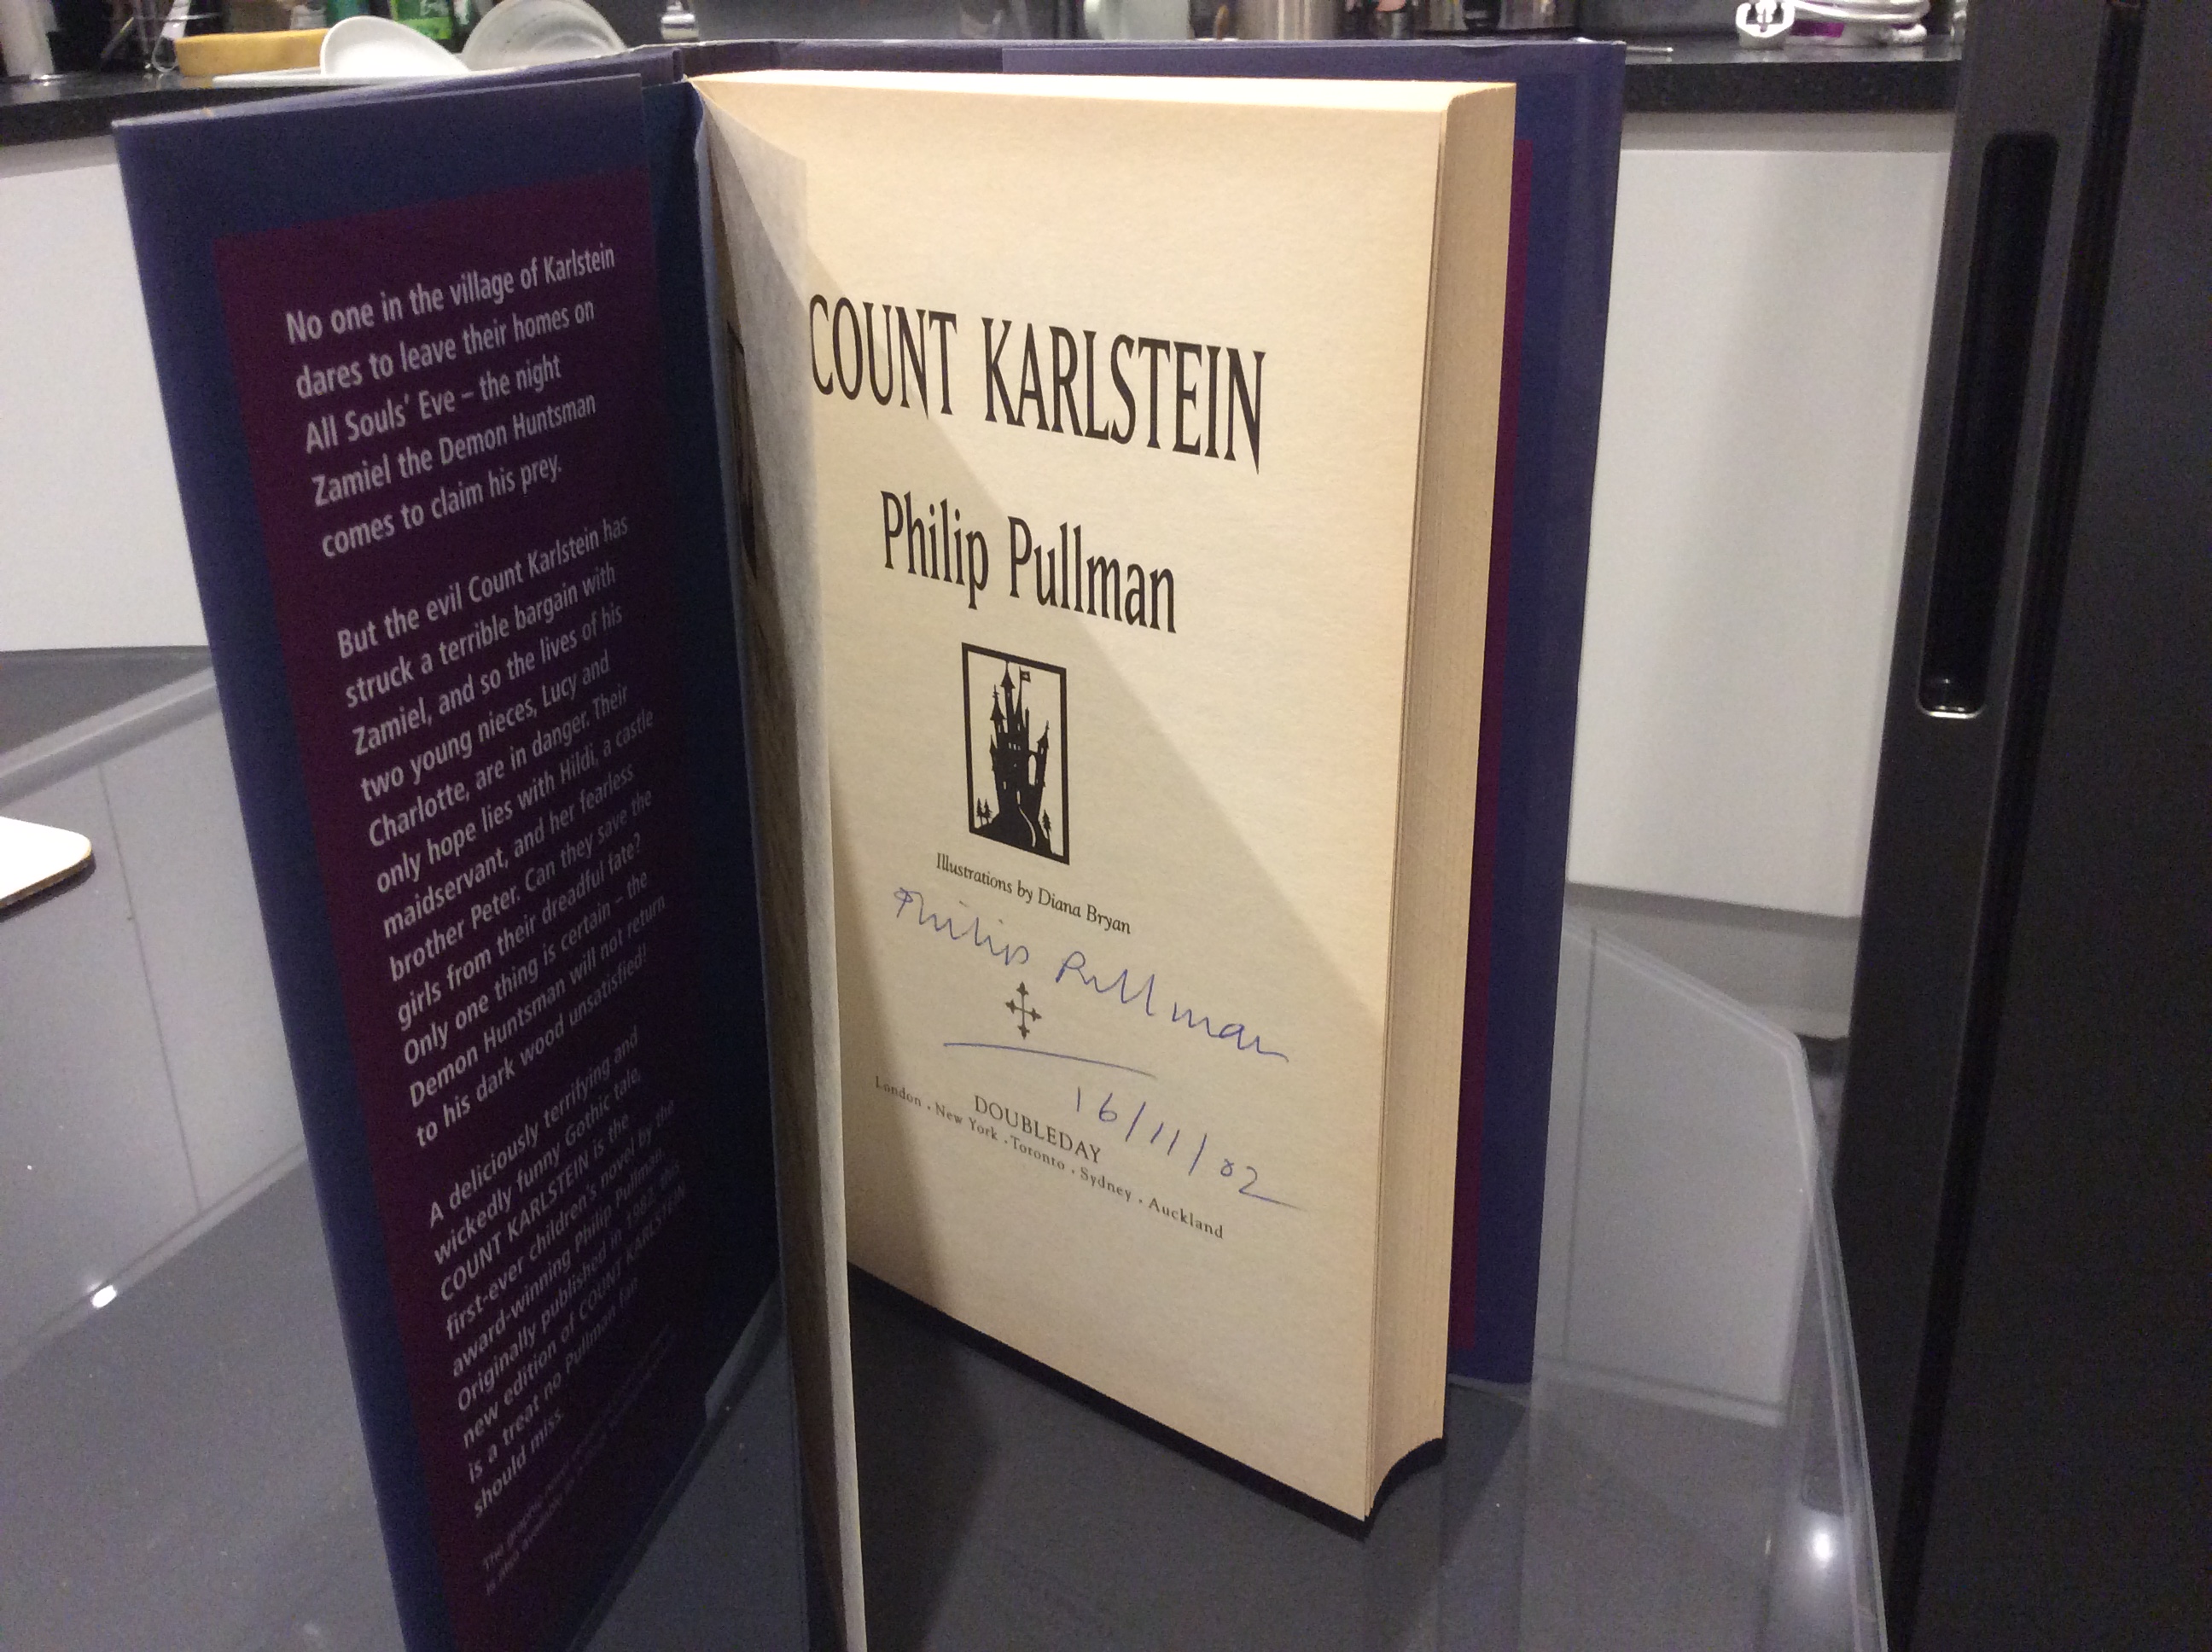 No one in the village of Karlstein
dares to leave their homes on
All Souls' Eve – the night
Zamiel the Demon Huntsman
comes to claim his prey.
But the evil Count Karlstein has
struck a terrible bargain with
Zamiel, and so the lives of his
two young nieces, Lucy and
Charlotte, are in danger. Their
only hope lies with Hildi, a castle
maidservant, and her fearless
brother Peter. Can they save the
girls from their dreadful fate?
Only one thing is certain – the
Demon Huntsman will not return
to his dark wood unsatisfied!
A deliciously terrifying and
wickedly funny Gothic tale,
COUNT KARLSTEIN is the
first-ever children's novel by the
award-winning Philip Pullman.
Originally published in 1982, this
new edition of COUNT KARLSTEIN
is a treat no Pullman fan
should miss.
COUNT KARLSTEIN
Philip Pullman
Illustrations by Diana Bryan
Philip Pullman
16/11/02
DOUBLEDAY
London . New York . Toronto . Sydney . Auckland